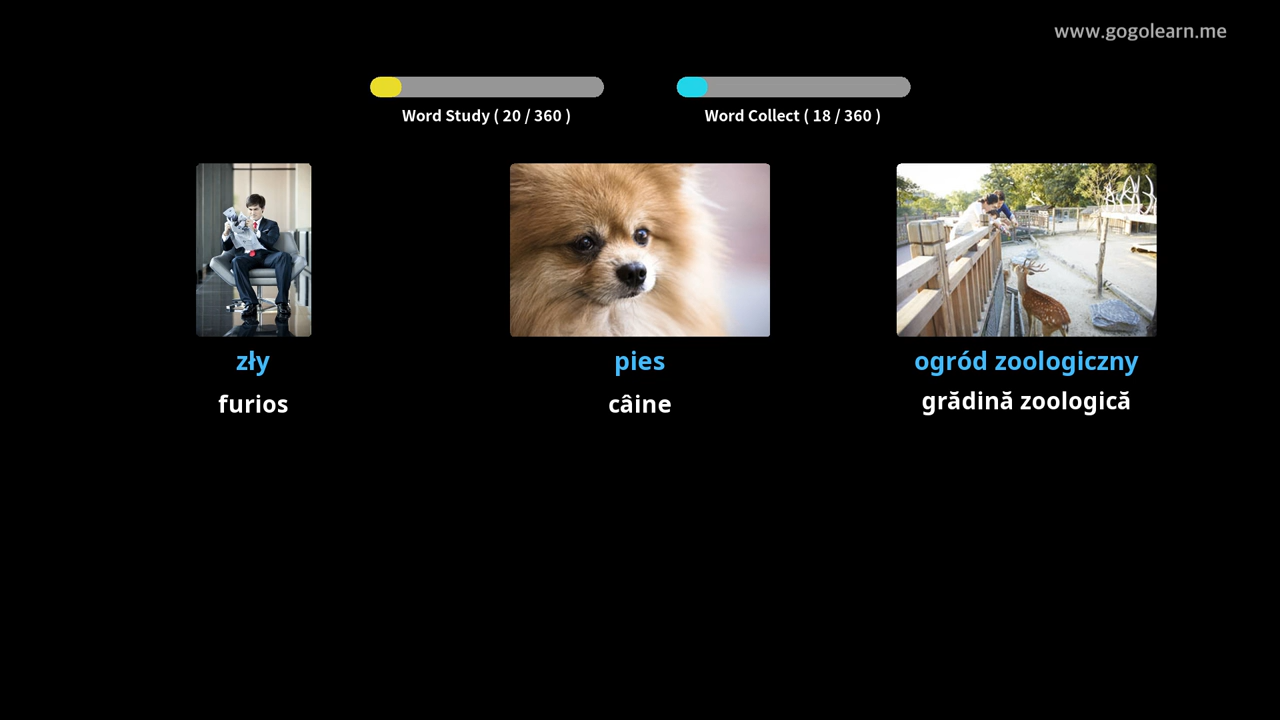 www.gogolearn.me
Word Study ( 20 / 360 )
Word Collect ( 18 / 360 )
zły
pies
ogród zoologiczny
furios
câine
grădină zoologică